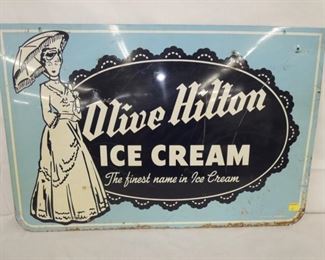 Olive Hilton
ICE CREAM
The finest name in Ice Cream